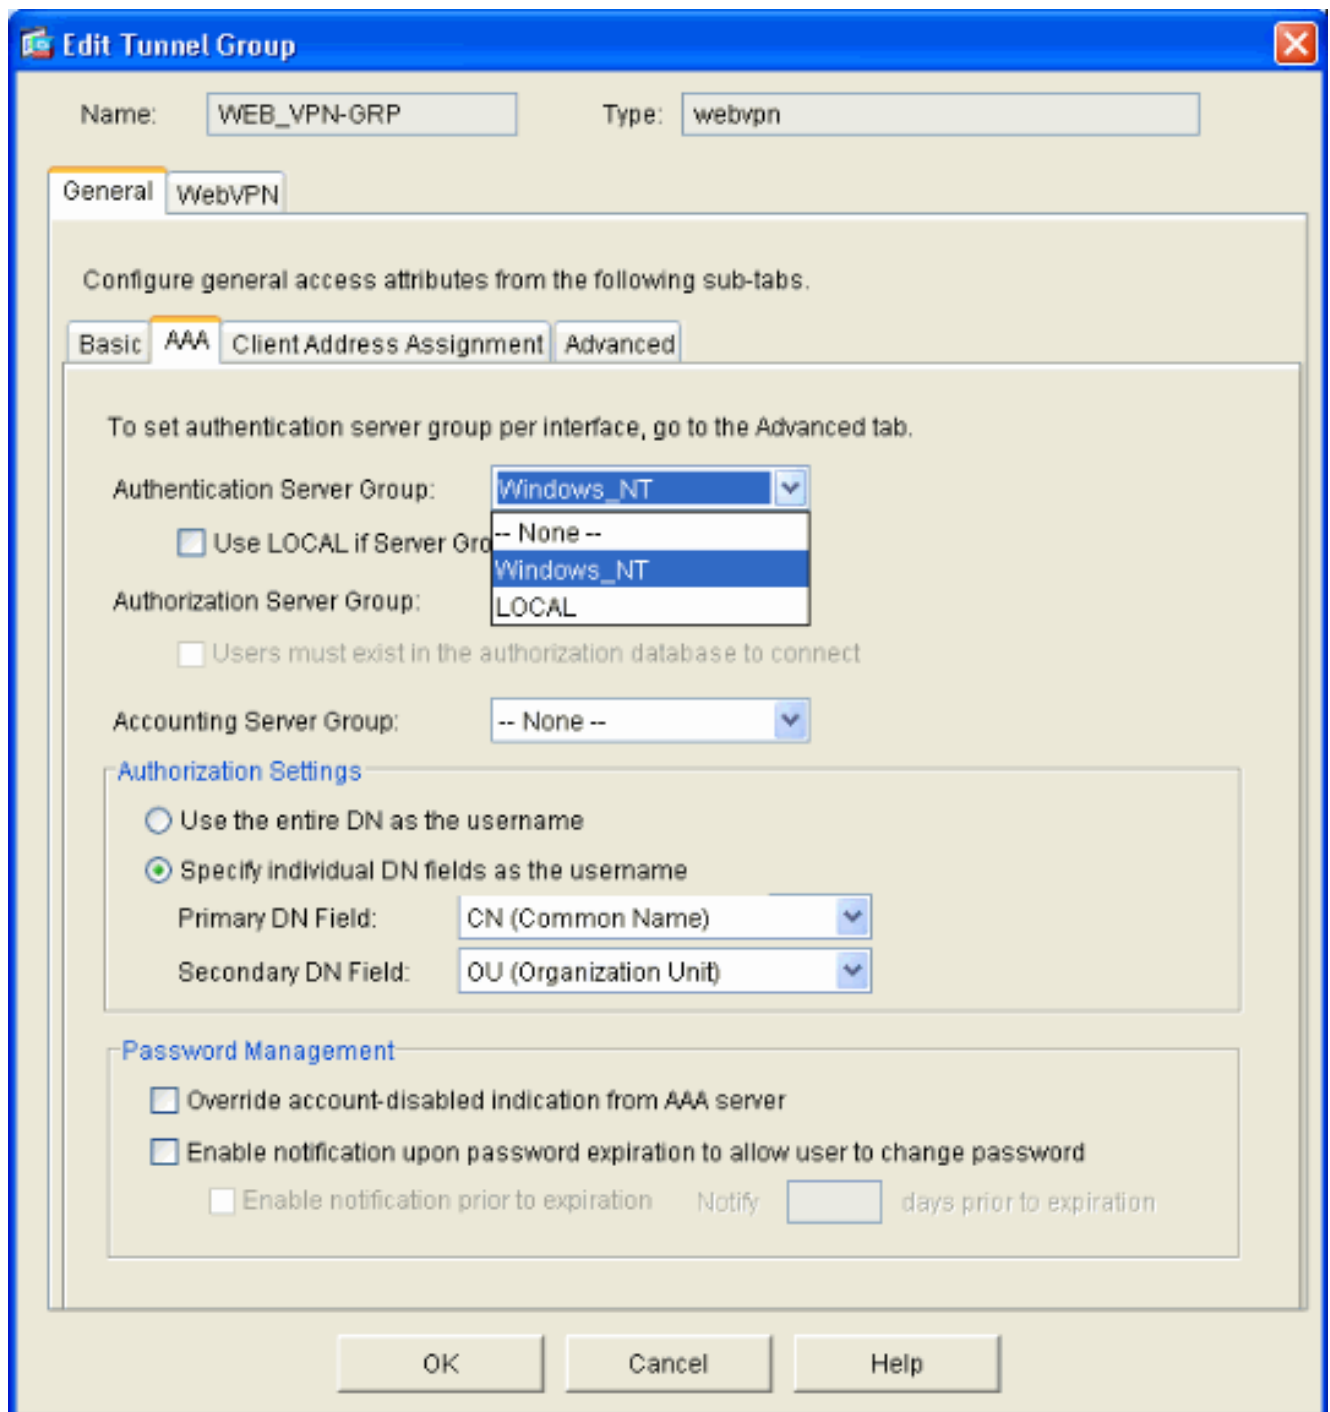 Edit Tunnel Group
Name: WEB_VPN-GRP Type: webvpn
General WebVPN
Configure general access attributes from the following sub-tabs.
Basic AAA Client Address Assignment Advanced
To set authentication server group per interface, go to the Advanced tab.
Authentication Server Group: Windows_NT
-- None --
Use LOCAL if Server Gro
Windows_NT
Authorization Server Group:
LOCAL
Users must exist in the authorization database to connect
Accounting Server Group: -- None --
Authorization Settings
Use the entire DN as the username
Specify individual DN fields as the username
Primary DN Field: CN (Common Name)
Secondary DN Field: OU (Organization Unit)
Password Management
Override account-disabled indication from AAA server
Enable notification upon password expiration to allow user to change password
Enable notification prior to expiration Notify days prior to expiration
OK Cancel Help